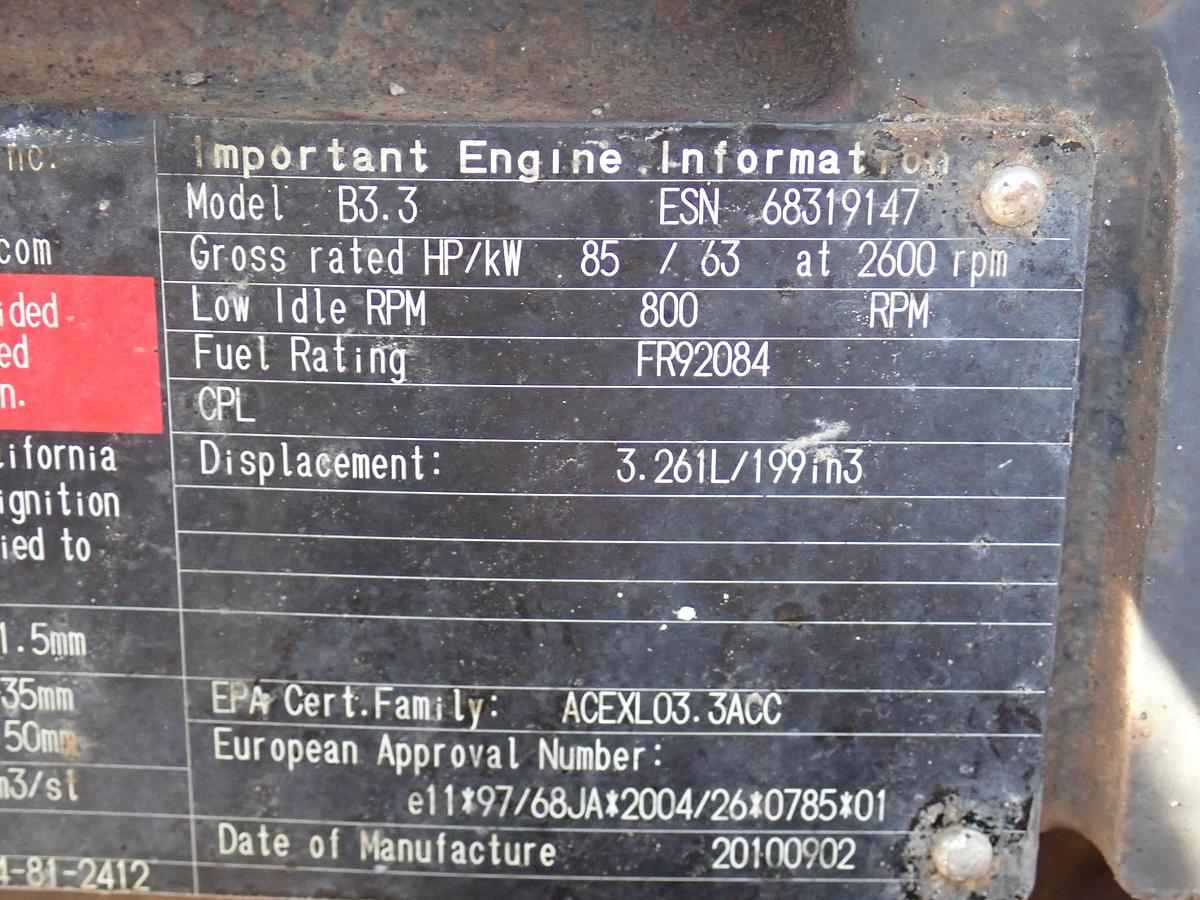 nc.
com
ided
ed
n.
lifornia
ignition
ied to
1.5mm
35mm
50mm
m3/st
4-81-2412
Important Engine Information
Model B3.3 ESN 68319147
Gross rated HP/kW 85 / 63 at 2600 rpm
Low Idle RPM 800 RPM
Fuel Rating FR92084
CPL
Displacement: 3.261L/199in3
EPA Cert.Family: ACEXL03.3ACC
European Approval Number:
e11*97/68JA*2004/26*0785*01
Date of Manufacture 20100902